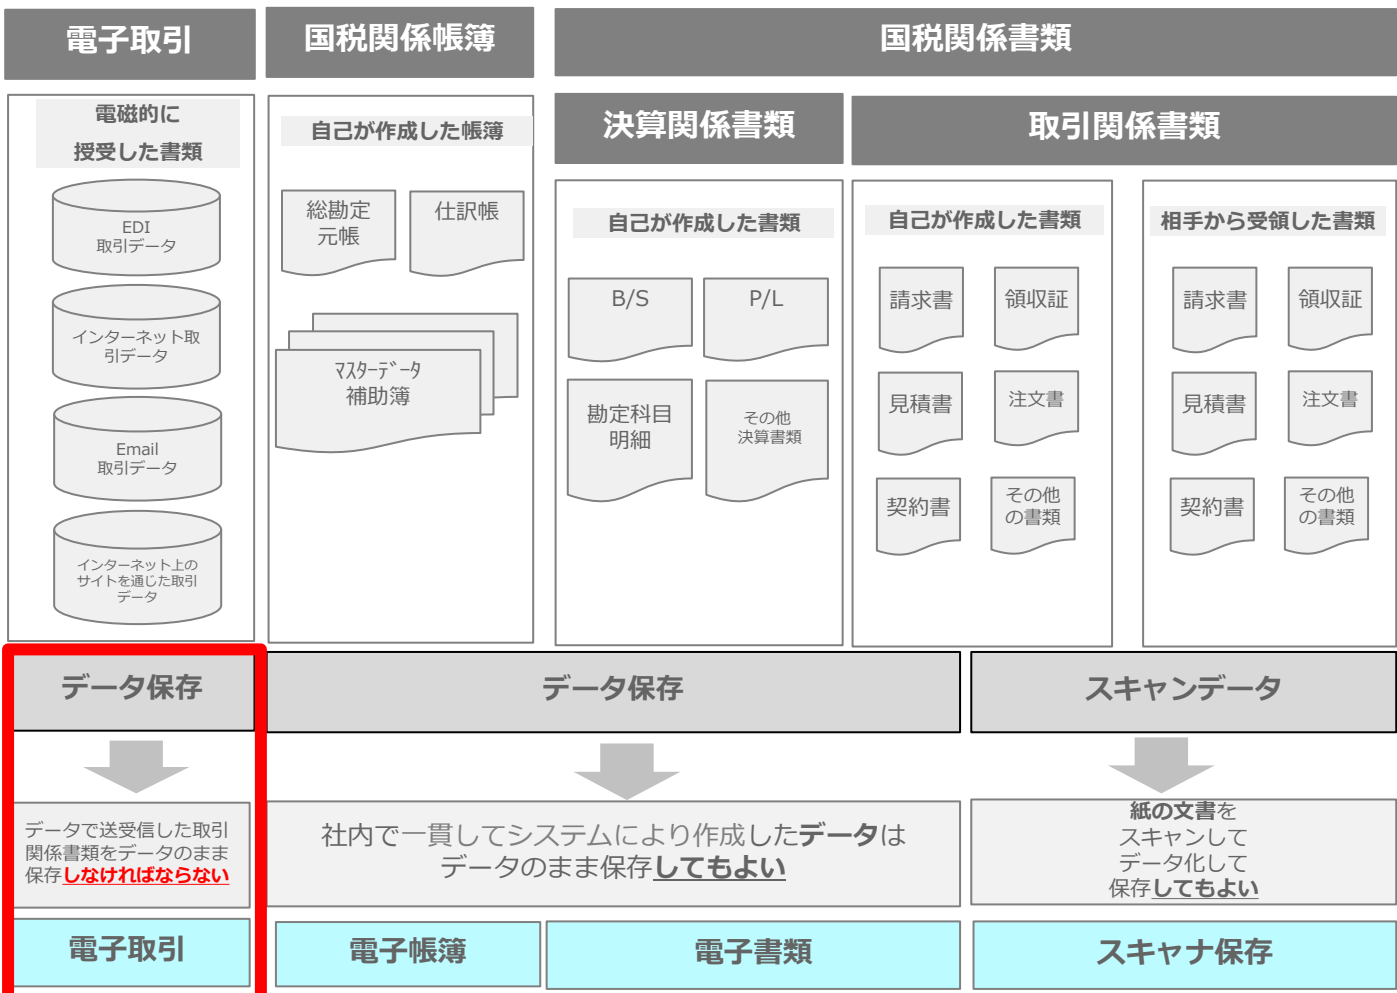 電子取引
国税関係帳簿
国税関係書類
電磁的に
授受した書類
EDI
取引データ
インターネット取
引データ
Email
取引データ
インターネット上の
サイトを通じた取引
データ
自己が作成した帳簿
総勘定
元帳
仕訳帳
ﾏｽﾀｰﾃﾞｰﾀ
補助簿
決算関係書類
取引関係書類
自己が作成した書類
B/S
P/L
勘定科目
明細
その他
決算書類
自己が作成した書類
請求書
領収証
見積書
注文書
契約書
その他
の書類
相手から受領した書類
請求書
領収証
見積書
注文書
契約書
その他
の書類
データ保存
データ保存
スキャンデータ
データで送受信した取引
関係書類をデータのまま
保存しなければならない
社内で一貫してシステムにより作成したデータは
データのまま保存してもよい
紙の文書を
スキャンして
データ化して
保存してもよい
電子取引
電子帳簿
電子書類
スキャナ保存